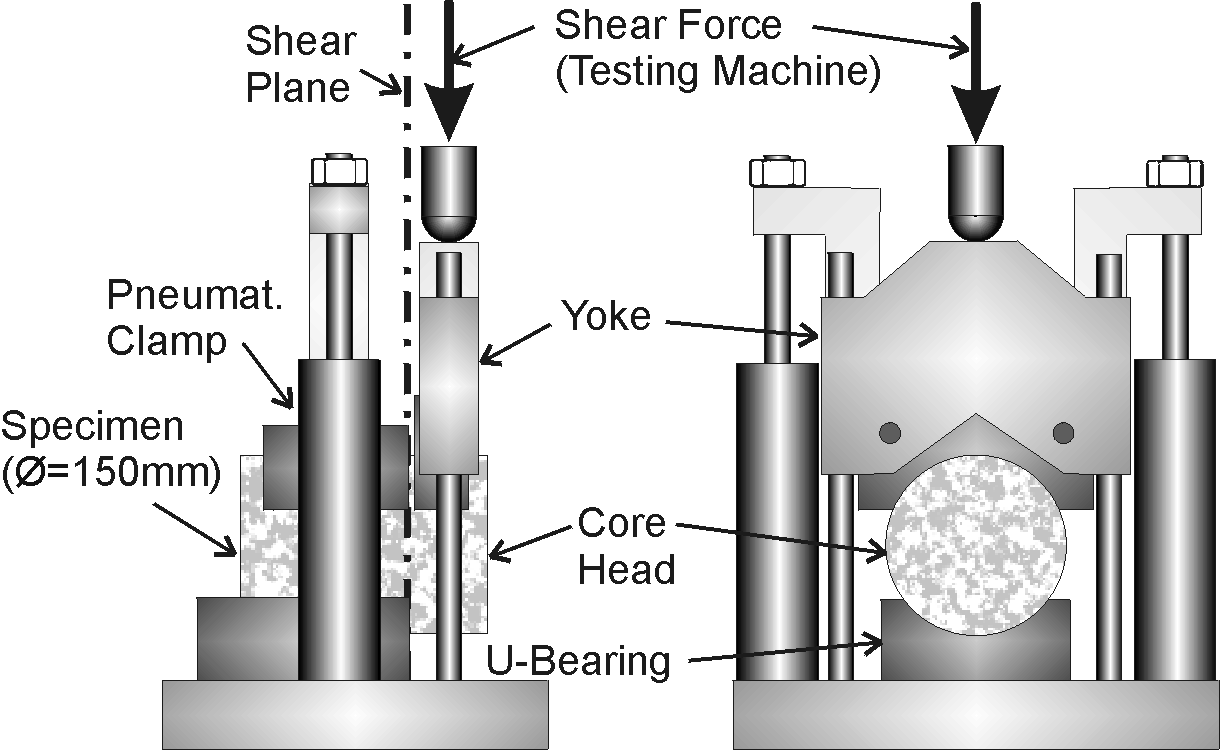 Shear
Plane
Shear Force
(Testing Machine)
Pneumat.
Clamp
Yoke
Specimen
(Ø=150mm)
Core
Head
U-Bearing